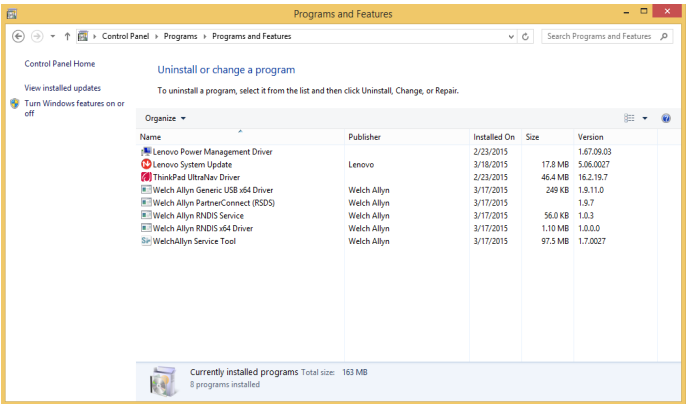 Programs and Features
Control Panel Programs Programs and Features
Search Programs and Features
Control Panel Home
View installed updates
Turn Windows features on or
off
Uninstall or change a program
To uninstall a program, select it from the list and then click Uninstall, Change, or Repair.
Organize
Name Publisher Installed On Size Version
Lenovo Power Management Driver 2/23/2015 1.67.09.03
Lenovo System Update Lenovo 3/18/2015 17.8 MB 5.06.0027
ThinkPad UltraNav Driver 2/23/2015 46.4 MB 16.2.19.7
Welch Allyn Generic USB x64 Driver Welch Allyn 3/17/2015 249 KB 1.9.11.0
Welch Allyn PartnerConnect (RSDS) Welch Allyn 3/17/2015 1.9.7
Welch Allyn RNDIS Service Welch Allyn 3/17/2015 56.0 KB 1.0.3
Welch Allyn RNDIS x64 Driver Welch Allyn 3/17/2015 1.10 MB 1.0.0.0
WelchAllyn Service Tool Welch Allyn 3/17/2015 97.5 MB 1.7.0027
Currently installed programs Total size: 163 MB
8 programs installed